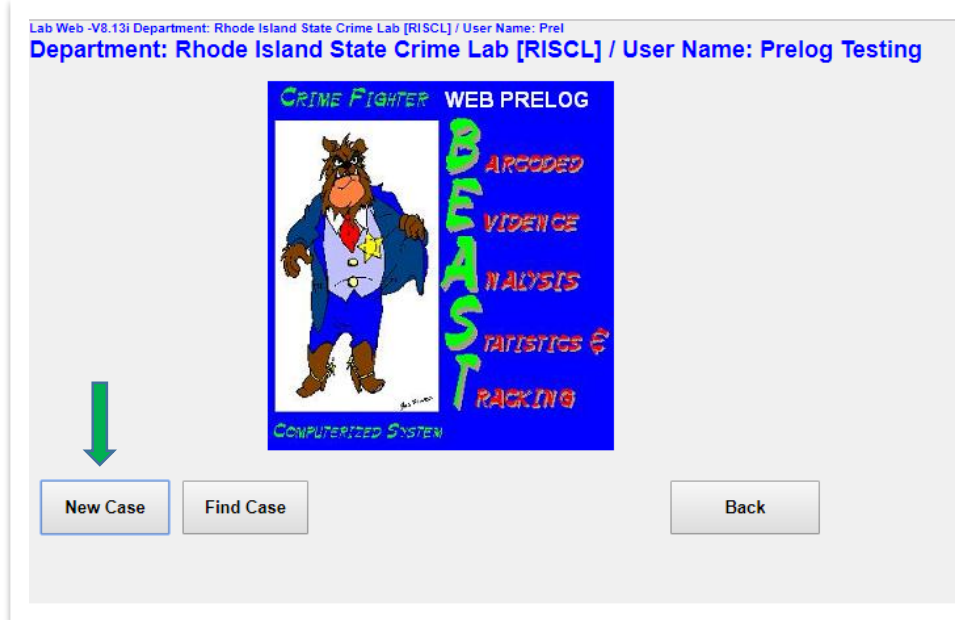 Lab Web -V8.13i Department: Rhode Island State Crime Lab [RISCL] / User Name: Prel
Department: Rhode Island State Crime Lab [RISCL] / User Name: Prelog Testing
CRIME FIGHTER WEB PRELOG
BARCODED
EVIDENCE
ANALYSIS
STATISTICS &
TRACKING
COMPUTERIZED SYSTEM
New Case Find Case Back